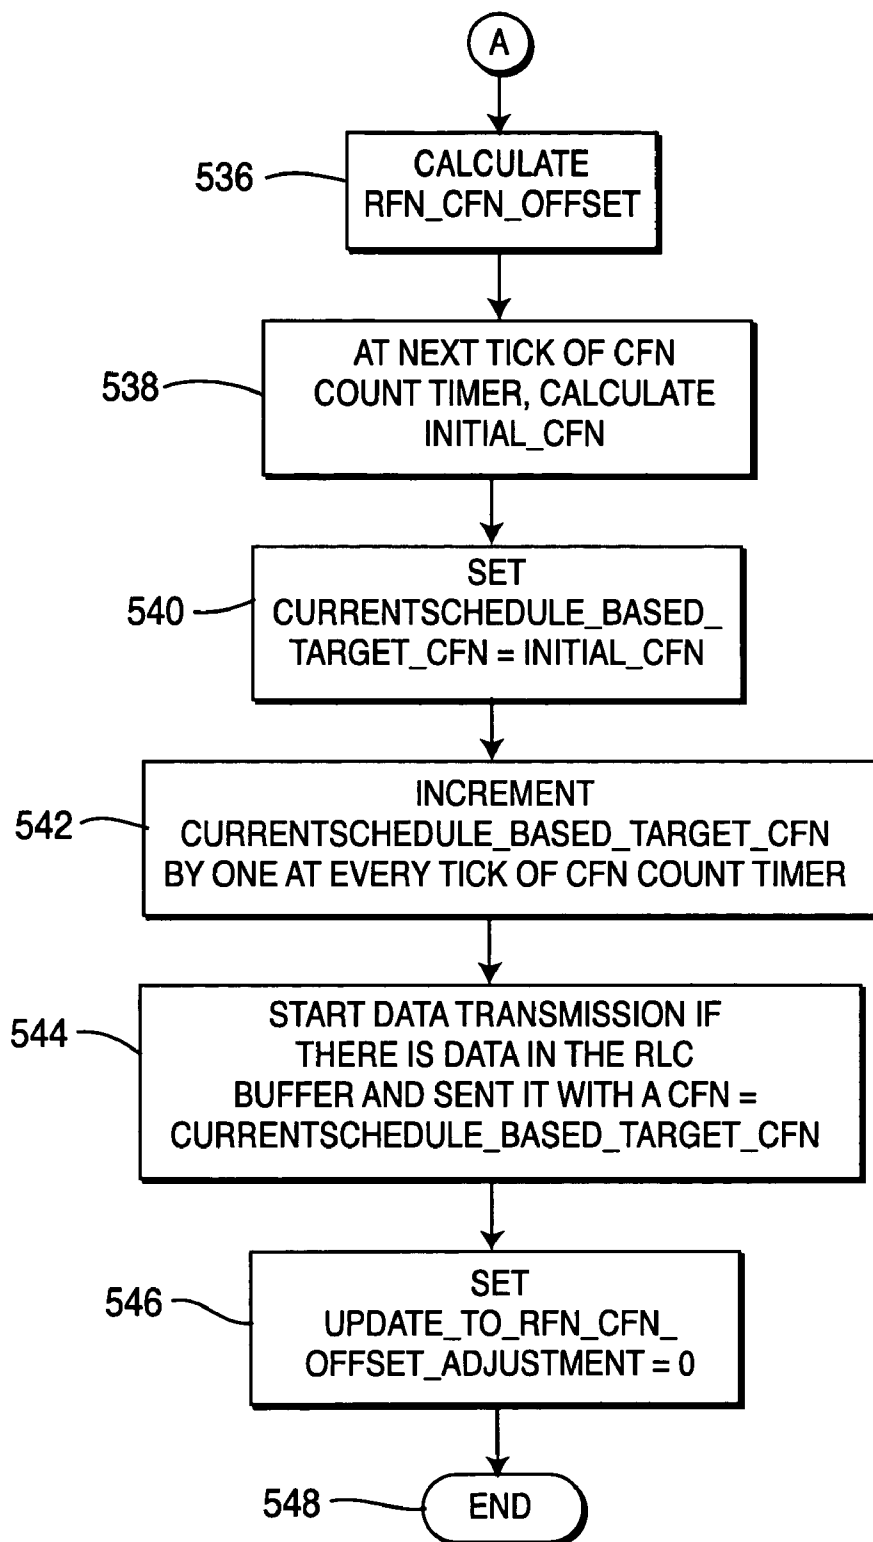 A
536
CALCULATE
RFN_CFN_OFFSET
538
AT NEXT TICK OF CFN
COUNT TIMER, CALCULATE
INITIAL_CFN
540
SET
CURRENTSCHEDULE_BASED_
TARGET_CFN = INITIAL_CFN
542
INCREMENT
CURRENTSCHEDULE_BASED_TARGET_CFN
BY ONE AT EVERY TICK OF CFN COUNT TIMER
544
START DATA TRANSMISSION IF
THERE IS DATA IN THE RLC
BUFFER AND SENT IT WITH A CFN =
CURRENTSCHEDULE_BASED_TARGET_CFN
546
SET
UPDATE_TO_RFN_CFN_
OFFSET_ADJUSTMENT = 0
548
END